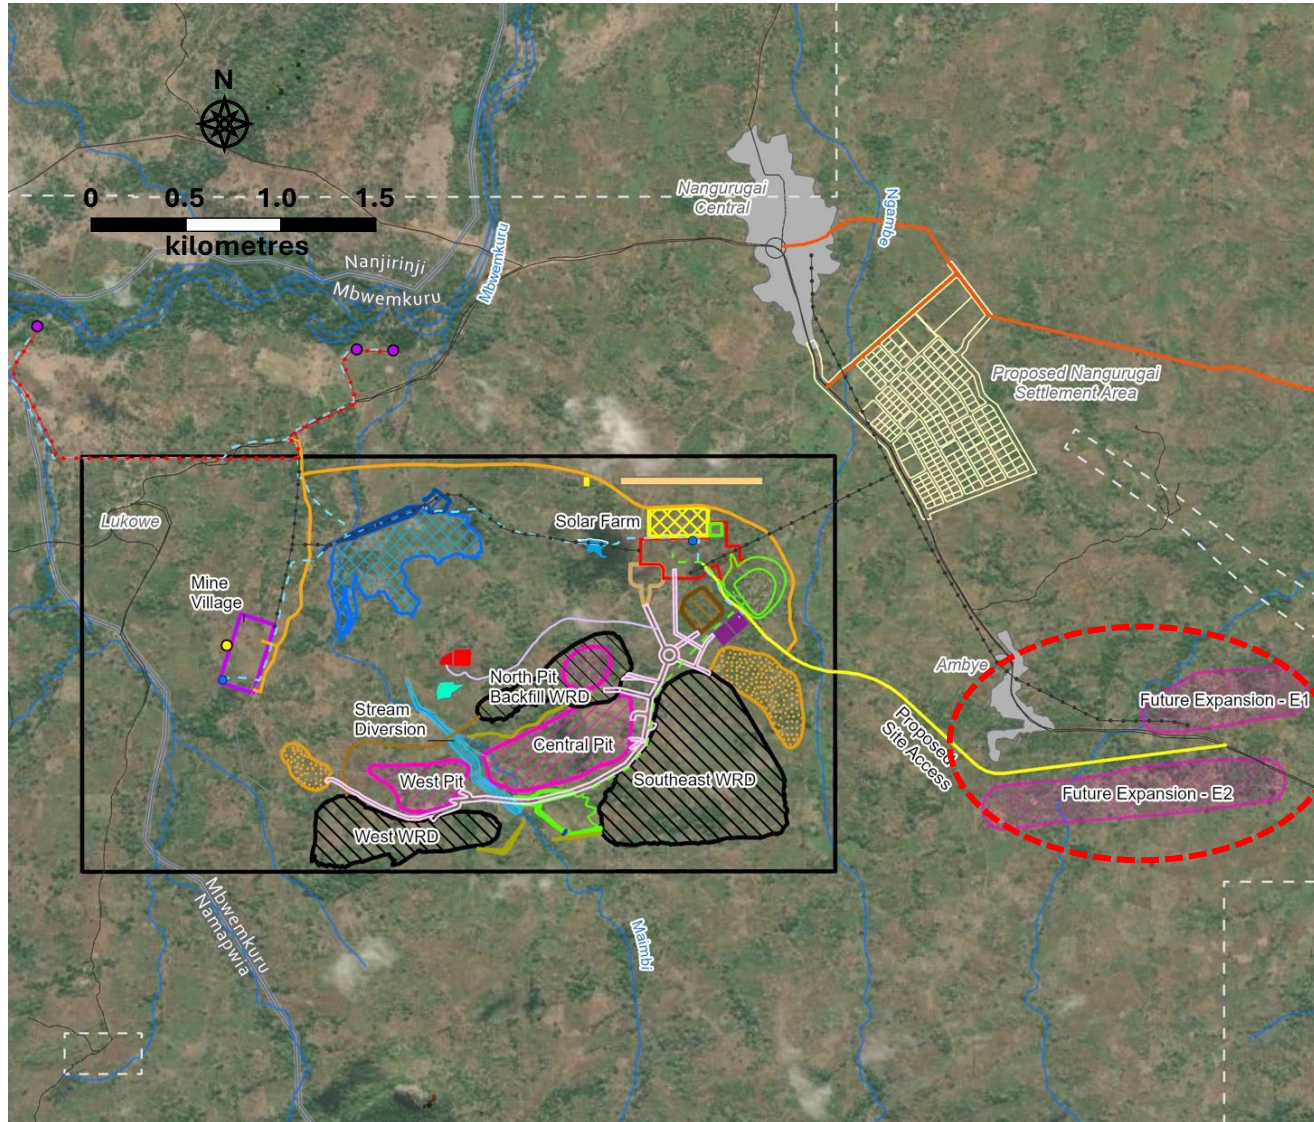 N
0 0.5 1.0 1.5
kilometres
Nanjirinji
Mbwemkuru
Mbwemkuru
Nangurugai
Central
Ngambe
Proposed Nangurugai
Settlement Area
Lukowe
Solar Farm
Mine
Village
North Pit
Backfill WRD
Stream
Diversion
Central Pit
West Pit
Southeast WRD
West WRD
Proposed
Site Access
Ambye
Future Expansion - E1
Future Expansion - E2
Mbwemkuru
Namapwia
Maimbi